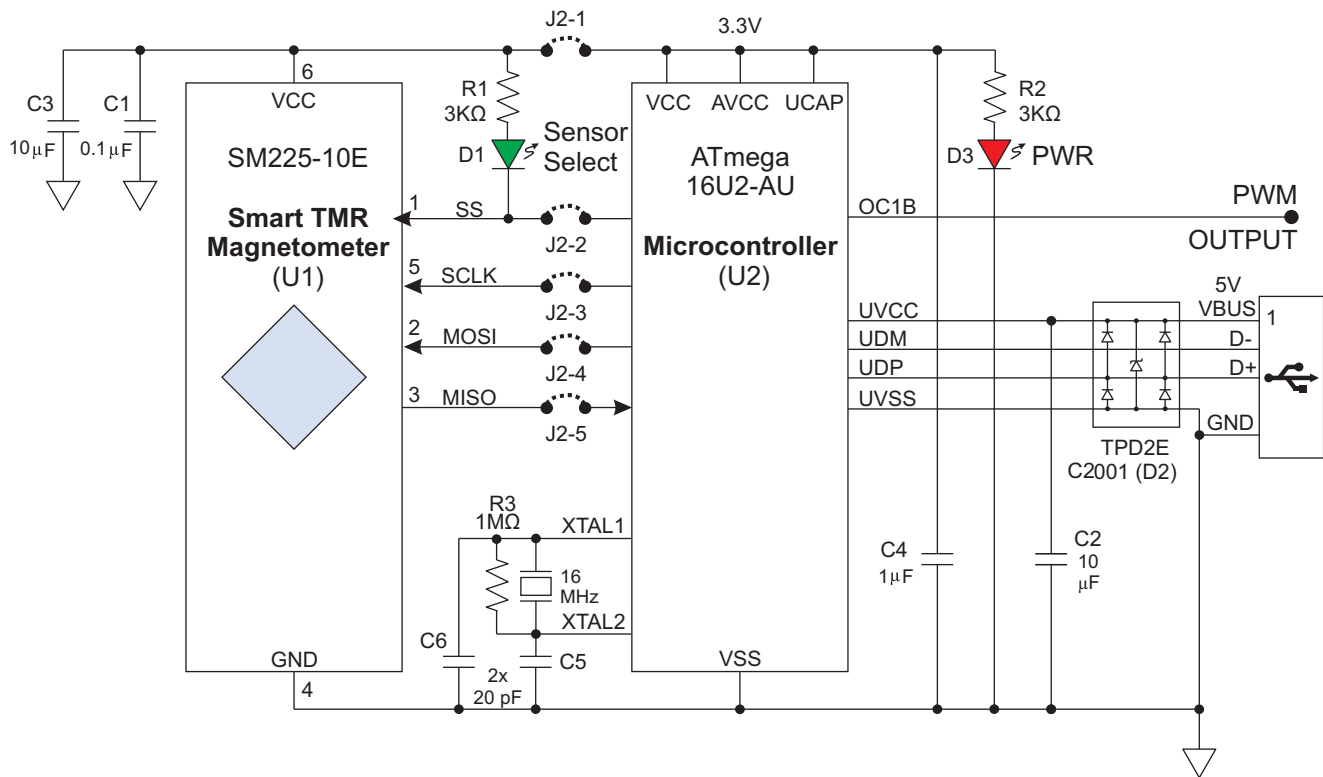 J2-1
3.3V
6
VCC
C3
10µF
C1
0.1µF
R1
3KΩ
D1
Sensor
Select
VCC
AVCC
UCAP
R2
3KΩ
D3
PWR
SM225-10E
Smart TMR
Magnetometer
(U1)
ATmega
16U2-AU
Microcontroller
(U2)
1
SS
J2-2
5
SCLK
J2-3
2
MOSI
J2-4
3
MISO
J2-5
OC1B
PWM
OUTPUT
UVCC
UDM
UDP
UVSS
5V
VBUS
1
D-
D+
GND
TPD2E
C2001 (D2)
R3
1MΩ
XTAL1
16
MHz
XTAL2
C6
C5
2x
20 pF
C4
1µF
C2
10
µF
GND
4
VSS